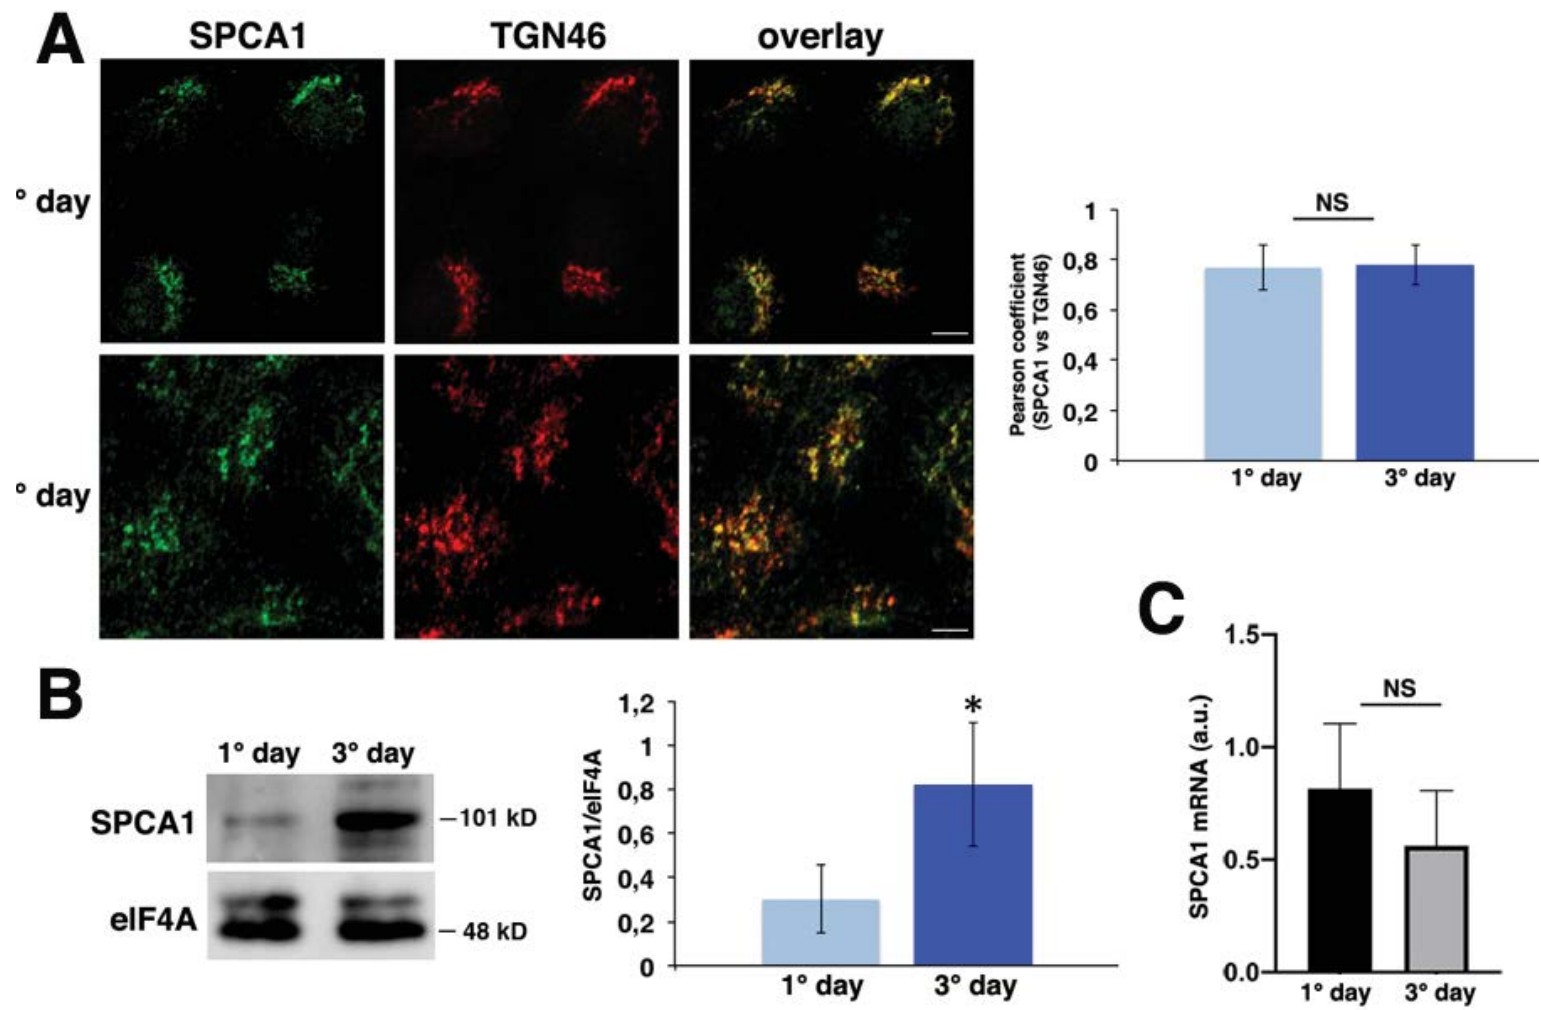 A
SPCA1 TGN46 overlay
° day
° day
NS
1
0,8
0,6
0,4
0,2
0
Pearson coefficient
(SPCA1 vs TGN46)
1° day 3° day
B
1° day 3° day
SPCA1
101 kD
eIF4A
48 kD
*
1,2
1
0,8
0,6
0,4
0,2
0
SPCA1/eIF4A
1° day 3° day
C
NS
1.5
1.0
0.5
0.0
SPCA1 mRNA (a.u.)
1° day 3° day